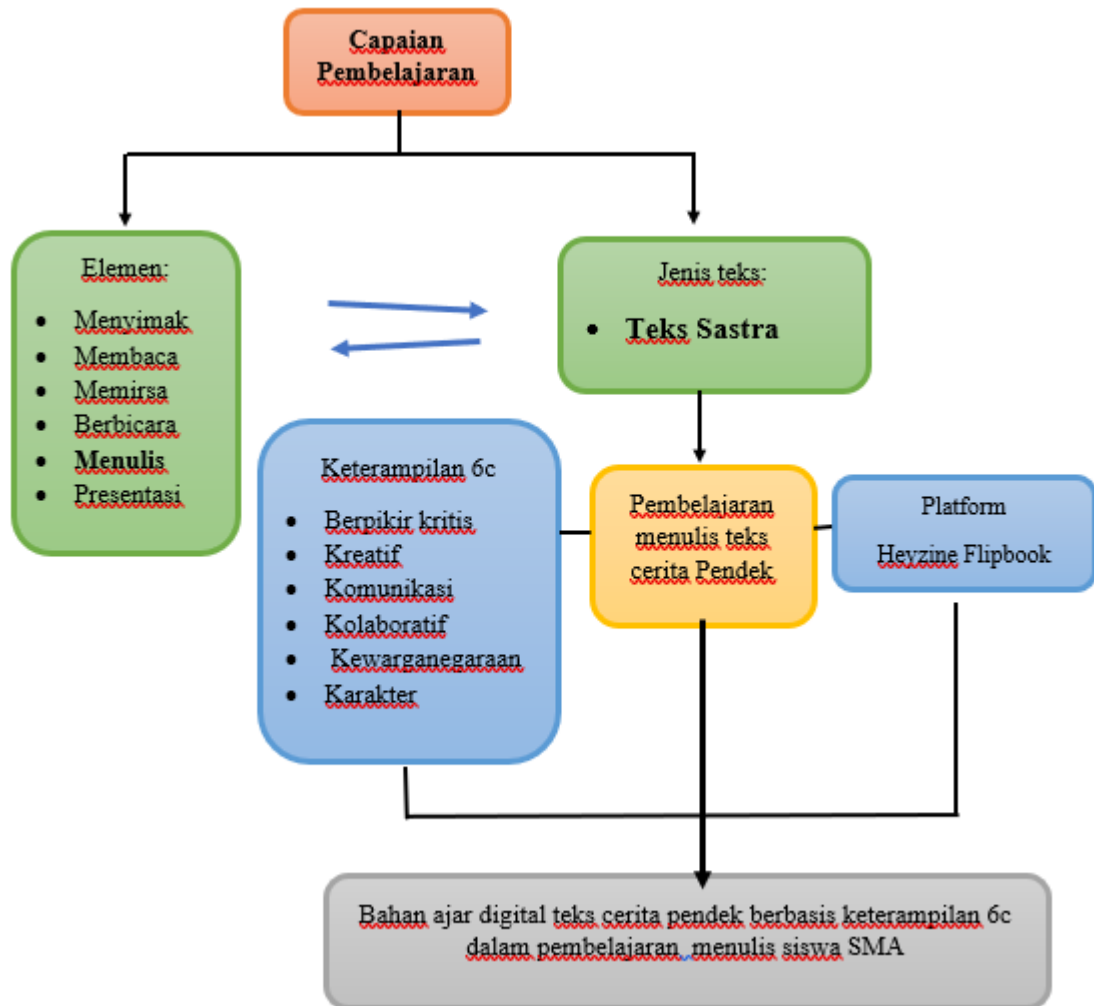 Capaian
Pembelajaran
Elemen:
• Menyimak
• Membaca
• Memirsa
• Berbicara
• Menulis
• Presentasi
Jenis teks:
• Teks Sastra
Keterampilan 6c
• Berpikir kritis
• Kreatif
• Komunikasi
• Kolaboratif
• Kewarganegaraan
• Karakter
Pembelajaran
menulis teks
cerita Pendek
Platform
Heyzine Flipbook
Bahan ajar digital teks cerita pendek berbasis keterampilan 6c
dalam pembelajaran menulis siswa SMA